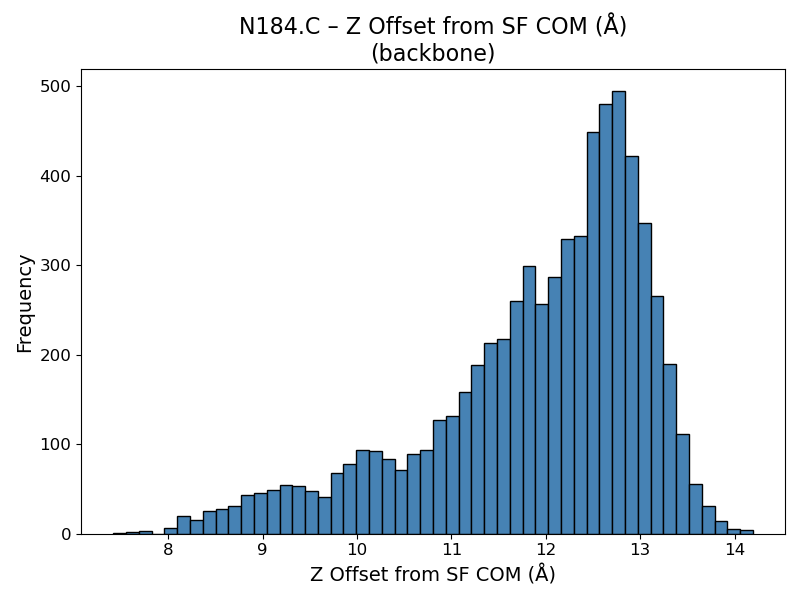 N184.C – Z Offset from SF COM (Å)
(backbone)
500
400
300
200
100
0
Frequency
8 9 10 11 12 13 14
Z Offset from SF COM (Å)